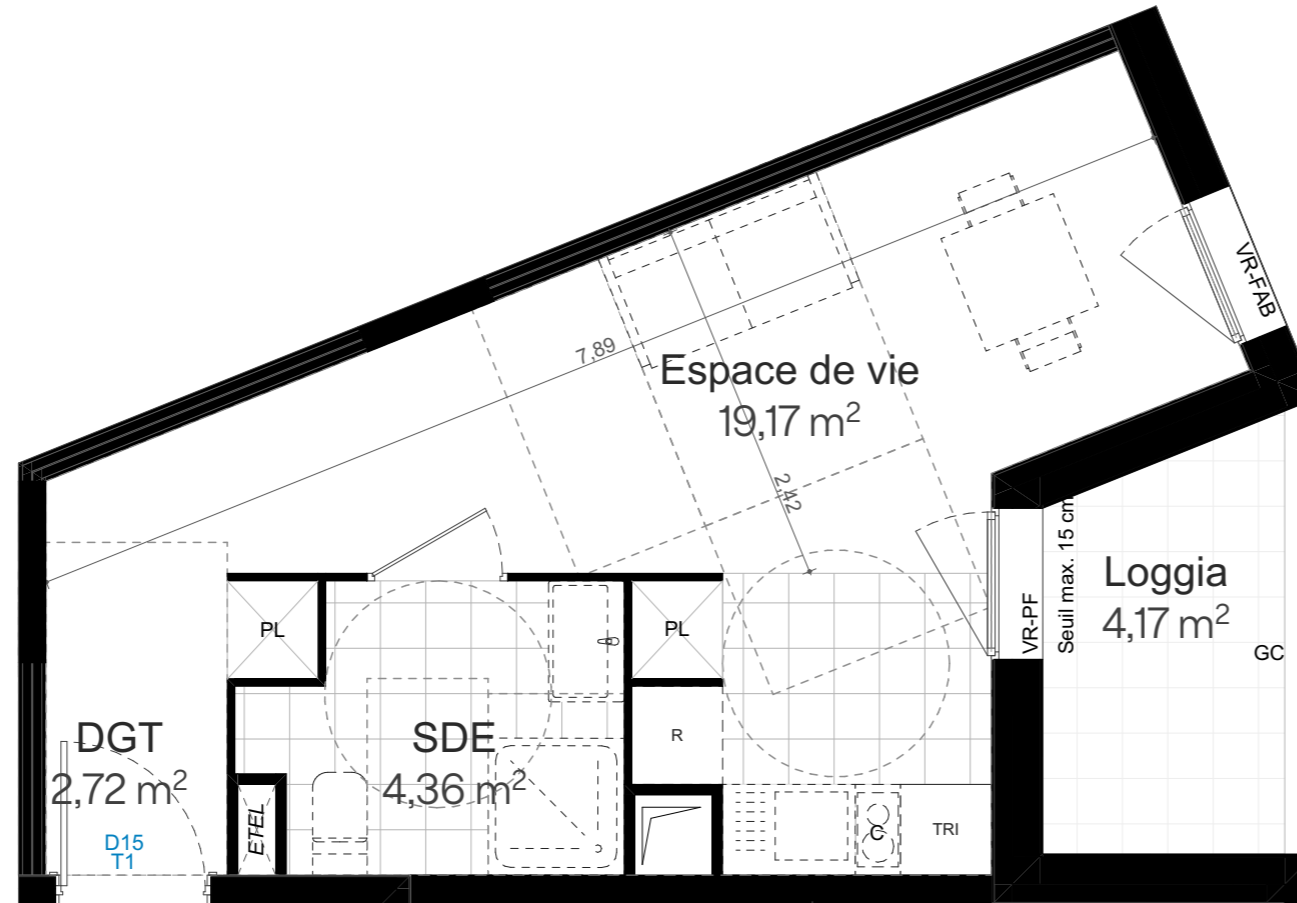 VR-FAB
7,89
Espace de vie
19,17 m²
2,42
Seuil max. 15 cm
VR-PF
Loggia
4,17 m²
GC
PL
PL
DGT
2,72 m²
SDE
4,36 m²
R
D15
T1
ETEL
C
TRI